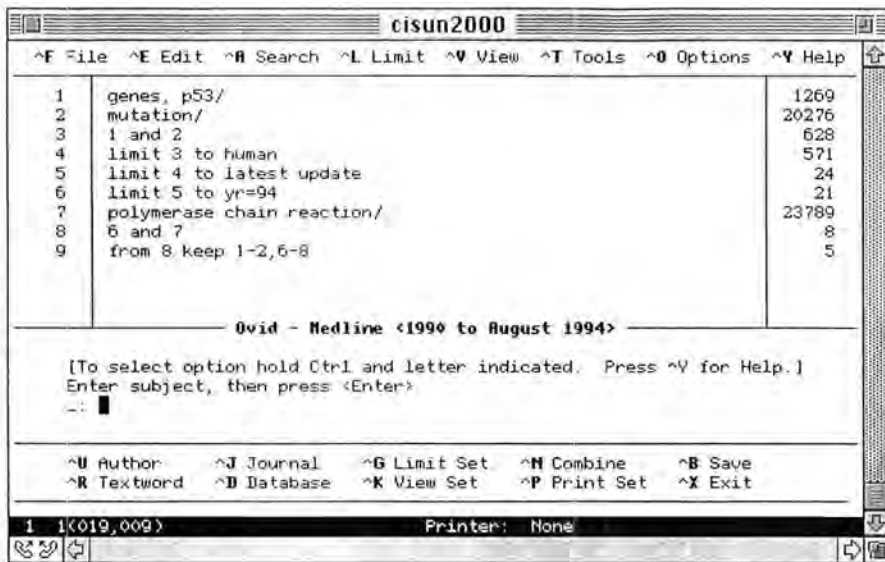 cisun2000
^F File ^E Edit ^A Search ^L Limit ^V View ^T Tools ^O Options ^Y Help
1 genes, p53/ 1269
2 mutation/ 20276
3 1 and 2 628
4 limit 3 to human 571
5 limit 4 to latest update 24
6 limit 5 to yr=94 21
7 polymerase chain reaction/ 23789
8 6 and 7 8
9 from 8 keep 1-2,6-8 5
Ovid - Medline <1990 to August 1994>
[To select option hold Ctrl and letter indicated. Press ^Y for Help.]
Enter subject, then press <Enter>
_:
^U Author ^J Journal ^G Limit Set ^N Combine ^B Save
^R Textword ^D Database ^K View Set ^P Print Set ^X Exit
1 1(019,009) Printer: None